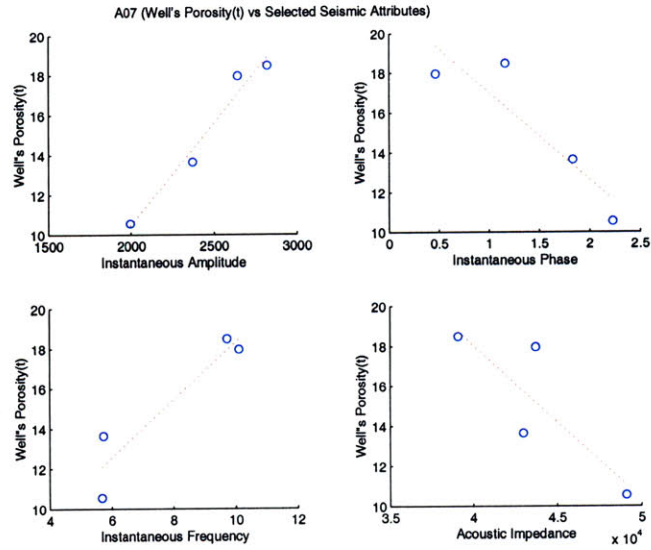 A07 (Well's Porosity(t) vs Selected Seismic Attributes)
20
18
16
14
12
10
1500 2000 2500 3000
Well"s Porosity(t)
Instantaneous Amplitude
20
18
16
14
12
10
0 0.5 1 1.5 2 2.5
Well"s Porosity(t)
Instantaneous Phase
20
18
16
14
12
10
4 6 8 10 12
Well"s Porosity(t)
Instantaneous Frequency
20
18
16
14
12
10
3.5 4 4.5 5
Well"s Porosity(t)
Acoustic Impedance
x 10^4